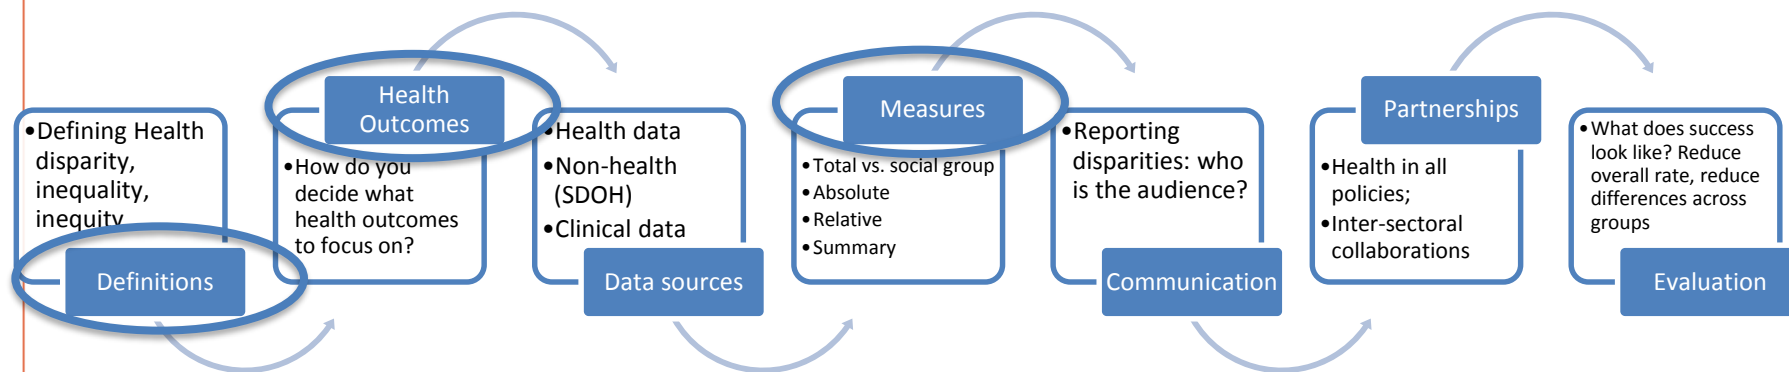 •Defining Health
disparity,
inequality,
inequity
Definitions
Health
Outcomes
•How do you
decide what
health outcomes
to focus on?
•Health data
•Non-health
(SDOH)
•Clinical data
Data sources
Measures
•Total vs. social group
•Absolute
•Relative
•Summary
•Reporting
disparities: who
is the audience?
Communication
Partnerships
•Health in all
policies;
•Inter-sectoral
collaborations
•What does success
look like? Reduce
overall rate, reduce
differences across
groups
Evaluation